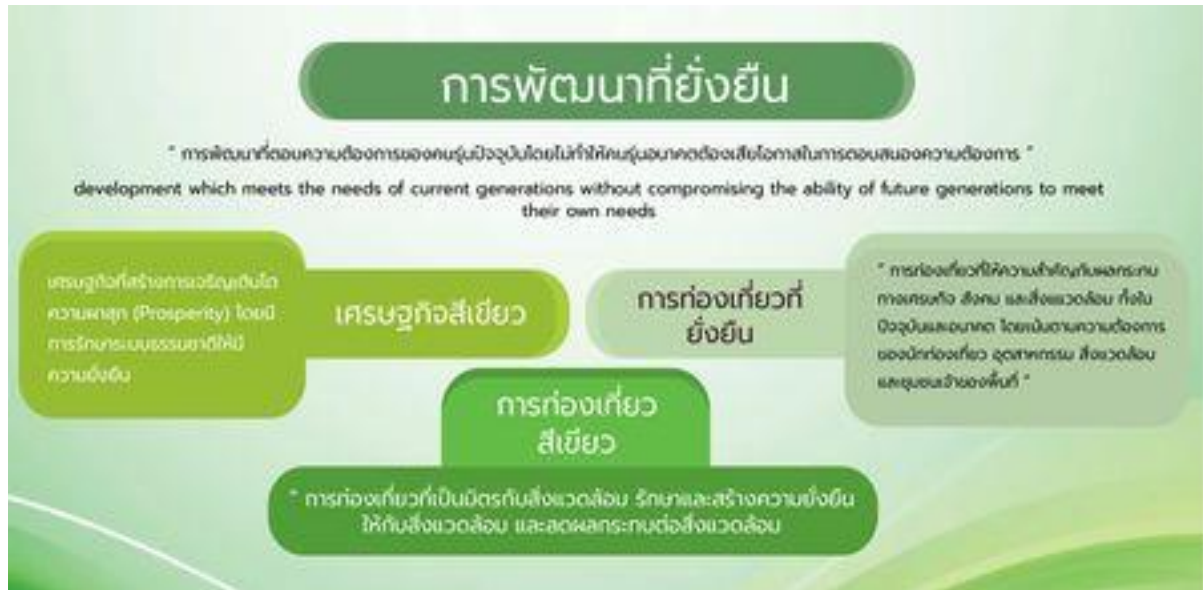 การพัฒนาที่ยั่งยืน
" การพัฒนาที่ตอบความต้องการของคนรุ่นปัจจุบันโดยไม่ทำให้คนรุ่นอนาคตต้องเสียโอกาสในการตอบสนองความต้องการ "
development which meets the needs of current generations without compromising the ability of future generations to meet
their own needs
เศรษฐกิจที่สร้างการเจริญเติบโต
ความผาสุก (Prosperity) โดยมี
การรักษาระบบธรรมชาติให้มี
ความยั่งยืน
เศรษฐกิจสีเขียว
การท่องเที่ยวที่
ยั่งยืน
" การท่องเที่ยวที่ให้ความสำคัญกับผลกระทบ
ทางเศรษฐกิจ สังคม และสิ่งแวดล้อม ทั้งใน
ปัจจุบันและอนาคต โดยเน้นตามความต้องการ
ของนักท่องเที่ยว อุตสาหกรรม สิ่งแวดล้อม
และชุมชนเจ้าของพื้นที่ "
การท่องเที่ยว
สีเขียว
" การท่องเที่ยวที่เป็นมิตรกับสิ่งแวดล้อม รักษาและสร้างความยั่งยืน
ให้กับสิ่งแวดล้อม และลดผลกระทบต่อสิ่งแวดล้อม